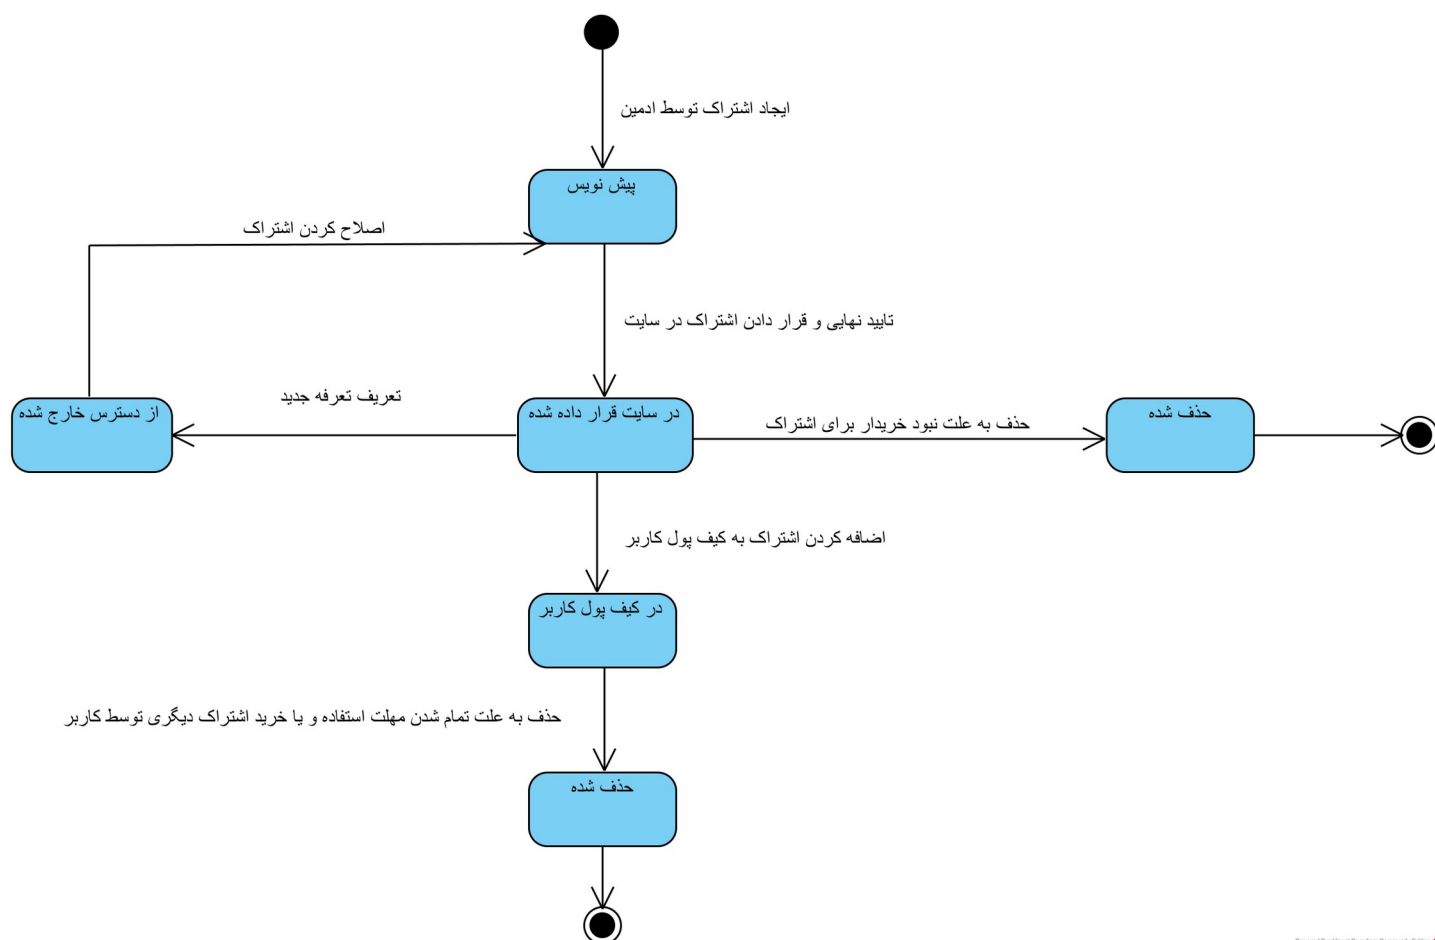 ایجاد اشتراک توسط ادمین
پیش نویس
اصلاح کردن اشتراک
تایید نهایی و قرار دادن اشتراک در سایت
تعریف تعرفه جدید
از دسترس خارج شده
در سایت قرار داده شده
حذف به علت نبود خریدار برای اشتراک
حذف شده
اضافه کردن اشتراک به کیف پول کاربر
در کیف پول کاربر
حذف به علت تمام شدن مهلت استفاده و یا خرید اشتراک دیگری توسط کاربر
حذف شده